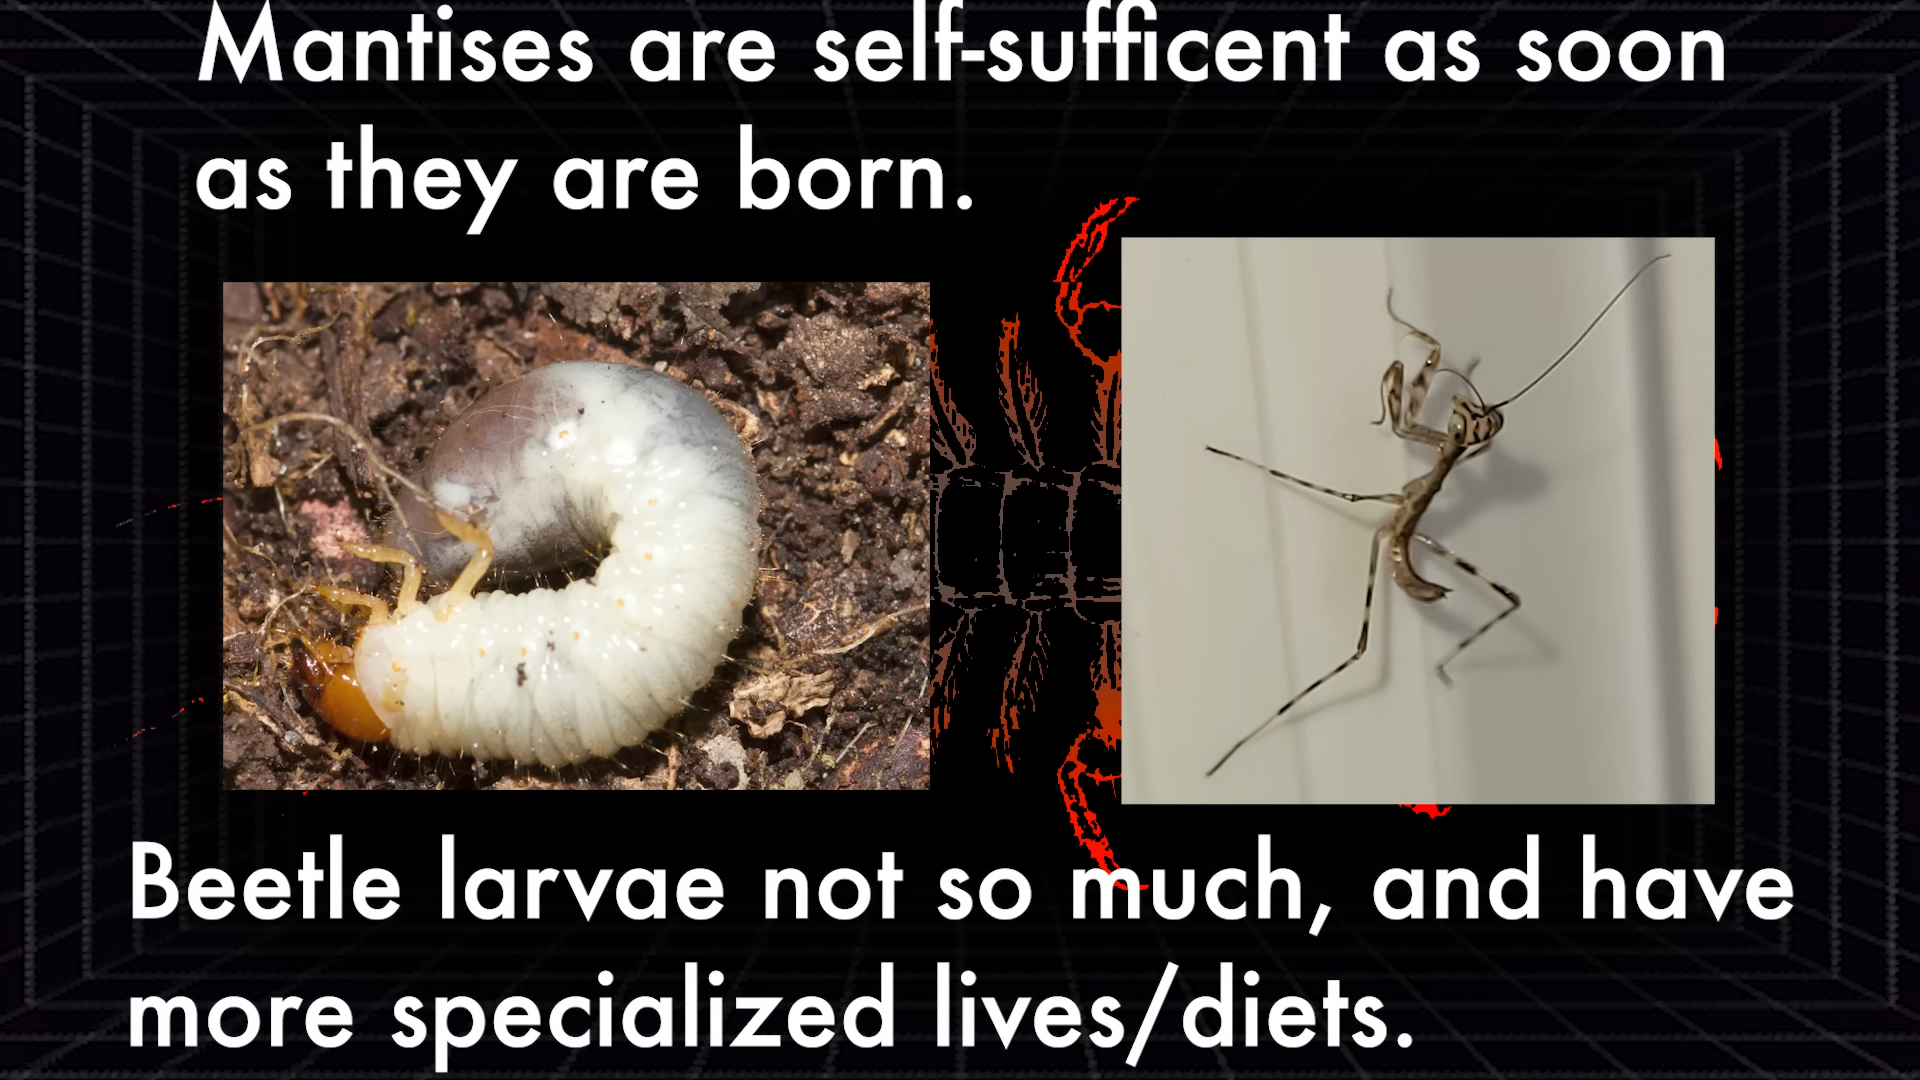 Mantises are self-sufficent as soon
as they are born.
Beetle larvae not so much, and have
more specialized lives/diets.